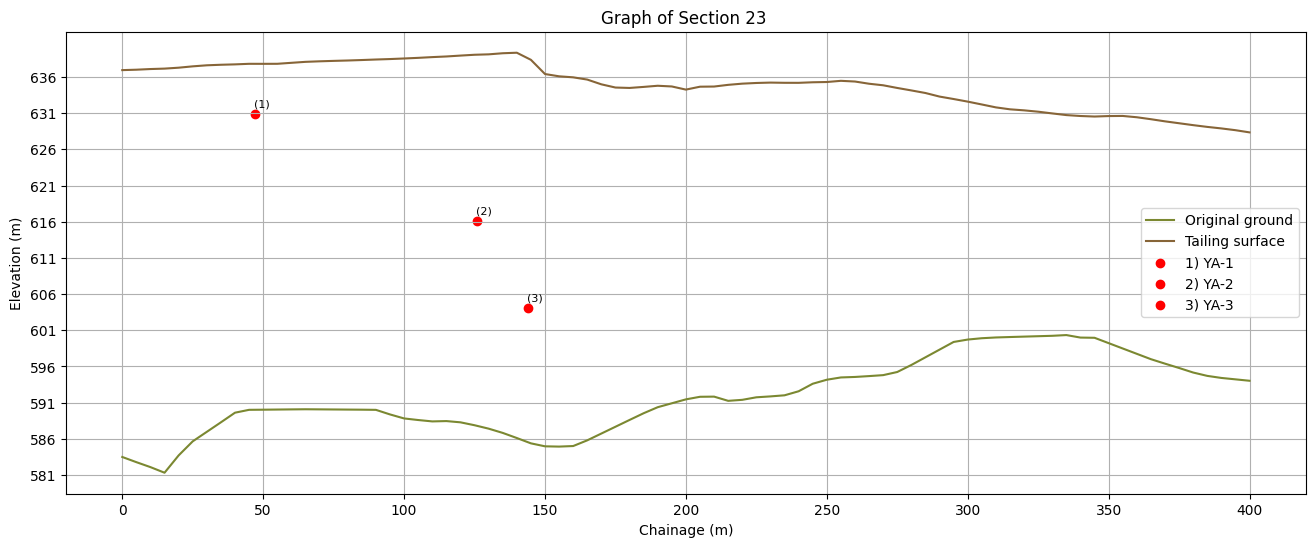 Graph of Section 23
Elevation (m)
636
631
626
621
616
611
606
601
596
591
586
581
(1)
(2)
(3)
Original ground
Tailing surface
1) YA-1
2) YA-2
3) YA-3
0 50 100 150 200 250 300 350 400
Chainage (m)